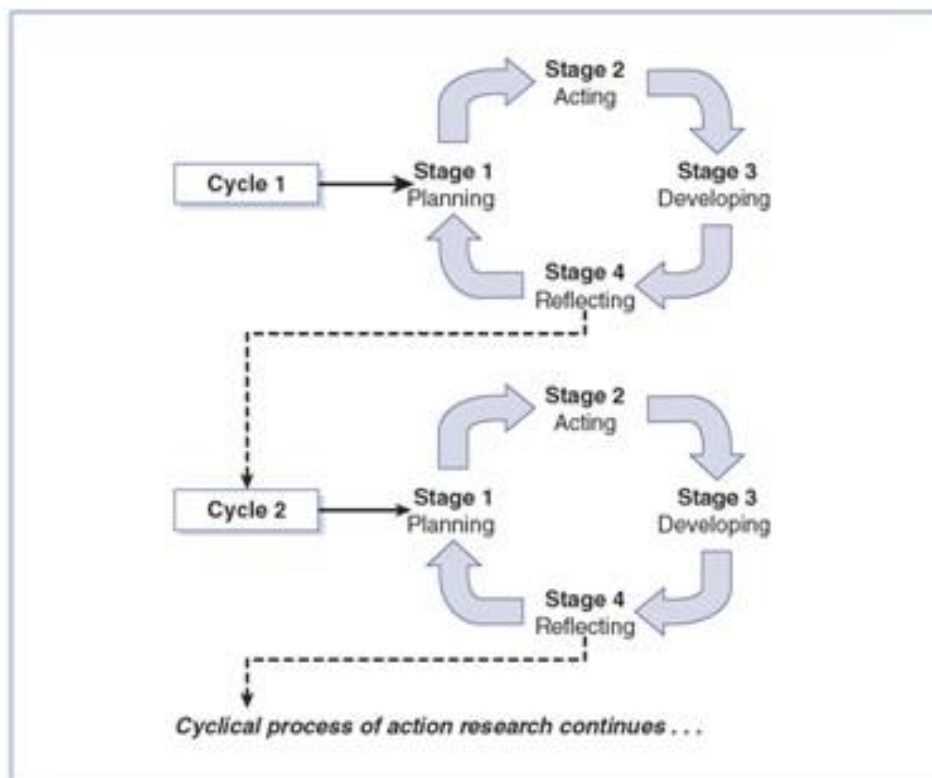 Stage 2
Acting
Cycle 1
Stage 1
Planning
Stage 3
Developing
Stage 4
Reflecting
Stage 2
Acting
Cycle 2
Stage 1
Planning
Stage 3
Developing
Stage 4
Reflecting
Cyclical process of action research continues . . .